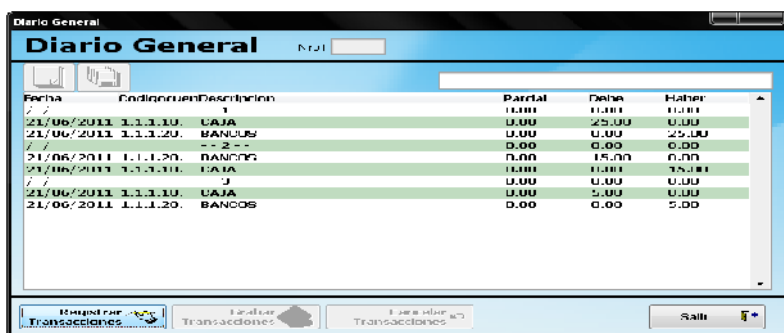 Diario General
Diario General
Fecha Codigocuen Descripcion Parcial Debe Haber
/ / 0.00 0.00 0.00
21/06/2011 1.1.1.10. CAJA 0.00 25.00 0.00
21/06/2011 1.1.1.20. BANCOS 0.00 0.00 25.00
/ / -- 2 -- 0.00 0.00 0.00
21/06/2011 1.1.1.20. BANCOS 0.00 15.00 0.00
21/06/2011 1.1.1.10. CAJA 0.00 0.00 15.00
/ / 0.00 0.00 0.00
21/06/2011 1.1.1.10. CAJA 0.00 5.00 0.00
21/06/2011 1.1.1.20. BANCOS 0.00 0.00 5.00
Registrar
Transacciones
Grabar
Transacciones
Cancelar
Transacciones
Salir